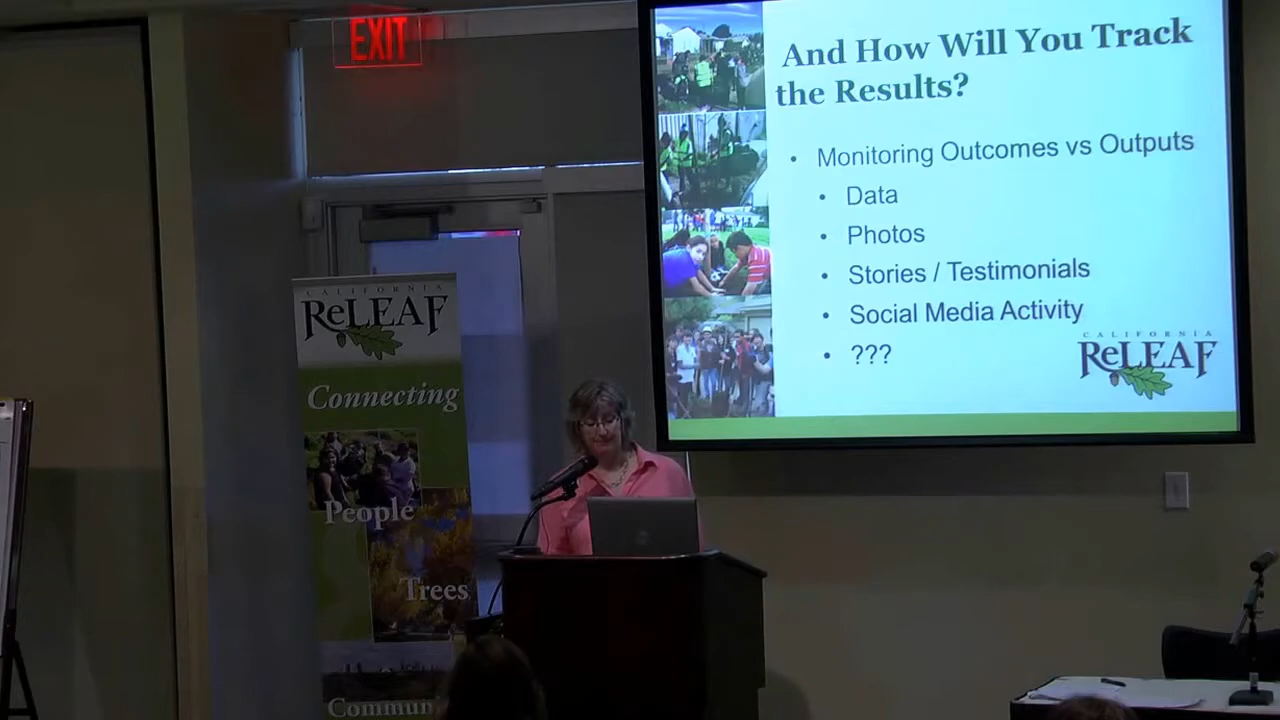 EXIT
And How Will You Track
the Results?
• Monitoring Outcomes vs Outputs
• Data
• Photos
• Stories / Testimonials
• Social Media Activity
• ???
CALIFORNIA
ReLEAF
CALIFORNIA
ReLEAF
Connecting
People
Trees
Commun